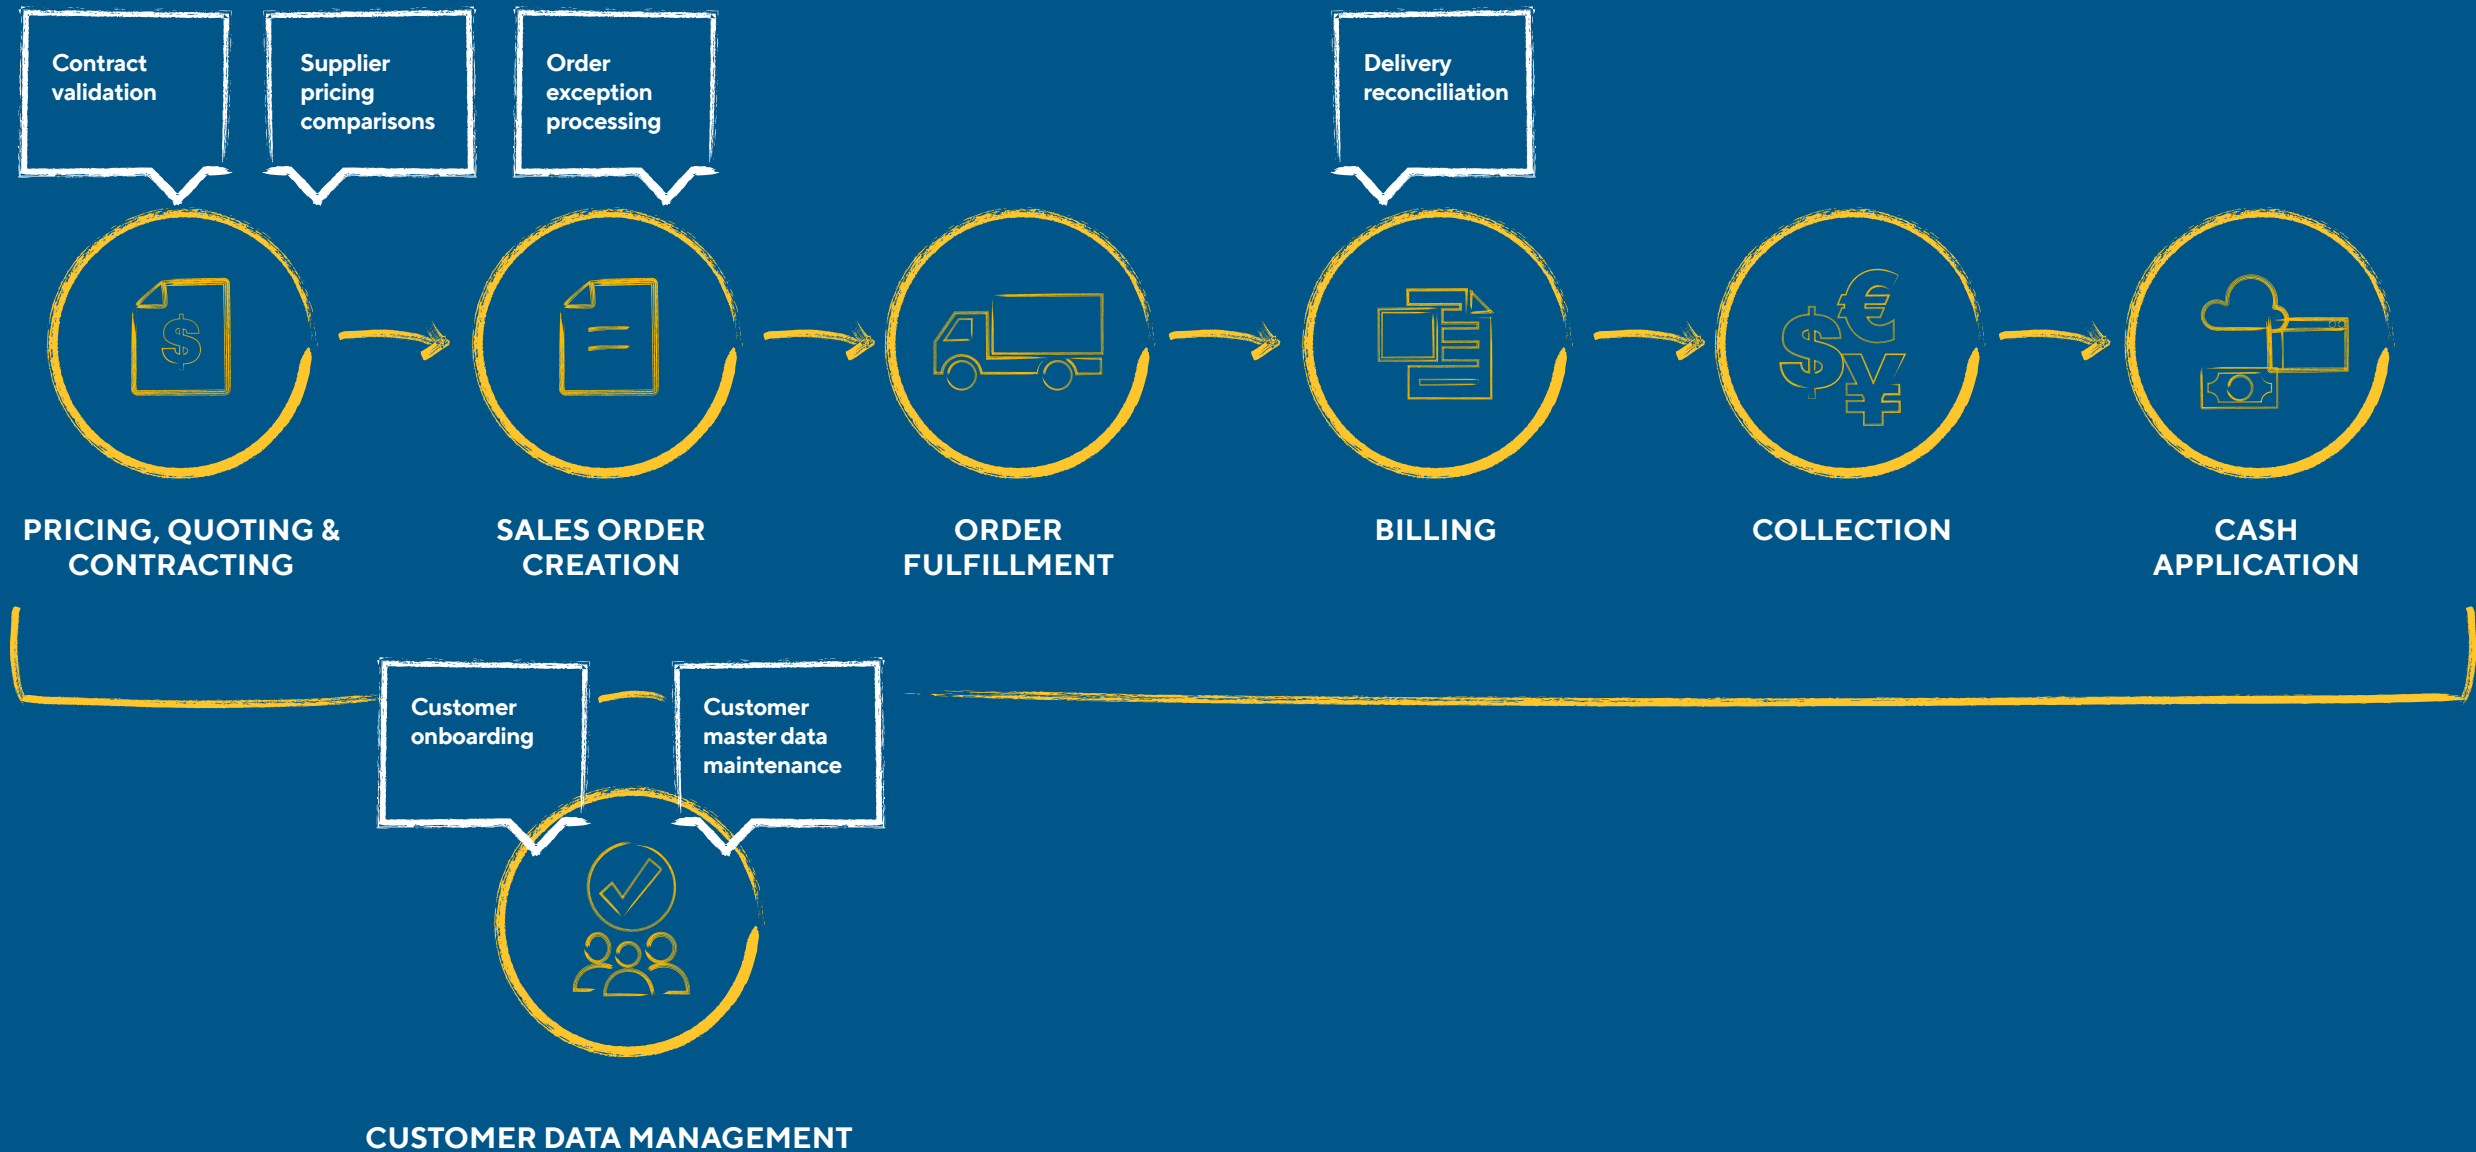 Contract
validation
Supplier
pricing
comparisons
Order
exception
processing
Delivery
reconciliation
PRICING, QUOTING &
CONTRACTING
SALES ORDER
CREATION
ORDER
FULFILLMENT
BILLING
COLLECTION
CASH
APPLICATION
Customer
onboarding
Customer
master data
maintenance
CUSTOMER DATA MANAGEMENT